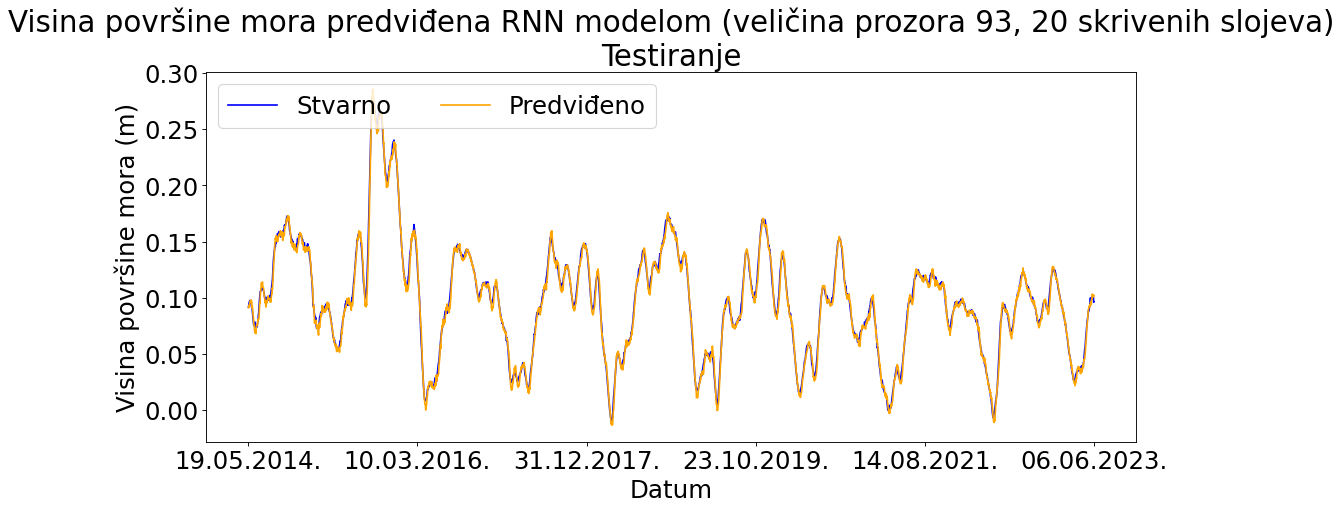 Visina površine mora predviđena RNN modelom (veličina prozora 93, 20 skrivenih slojeva)
Testiranje
Stvarno
Predviđeno
Visina površine mora (m)
0.30
0.25
0.20
0.15
0.10
0.05
0.00
19.05.2014.
10.03.2016.
31.12.2017.
23.10.2019.
14.08.2021.
06.06.2023.
Datum